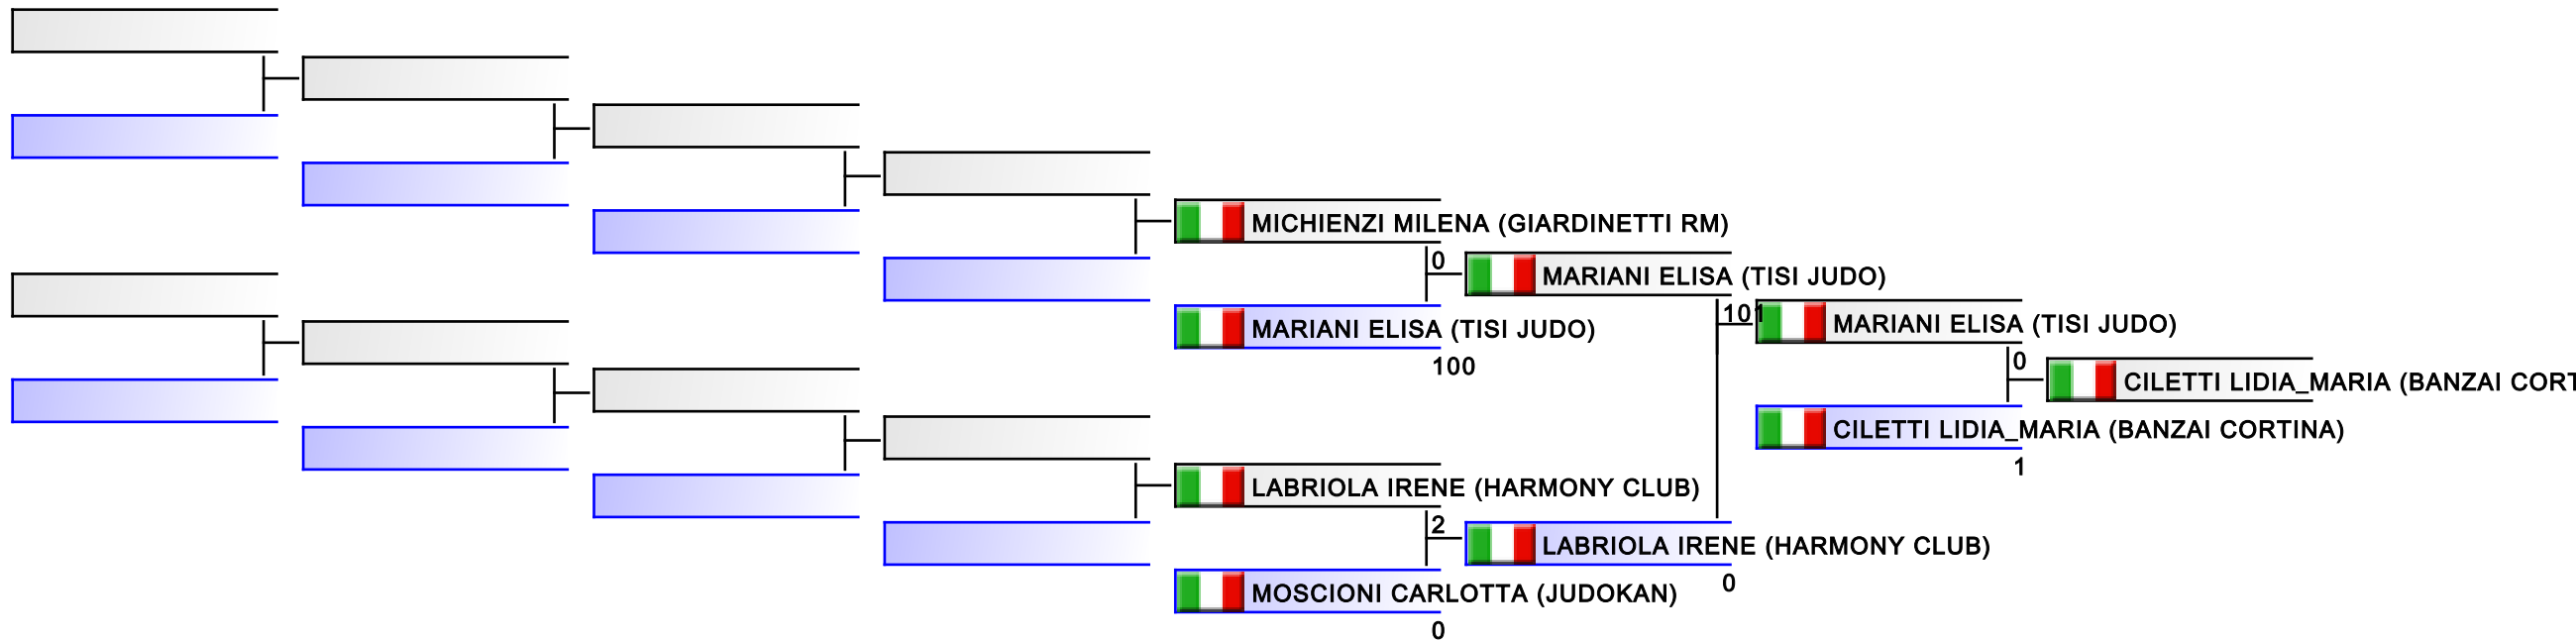 MICHIENZI MILENA (GIARDINETTI RM)
0
MARIANI ELISA (TISI JUDO)
MARIANI ELISA (TISI JUDO)
100
101
MARIANI ELISA (TISI JUDO)
0
CILETTI LIDIA_MARIA (BANZAI CORT
CILETTI LIDIA_MARIA (BANZAI CORTINA)
1
LABRIOLA IRENE (HARMONY CLUB)
2
LABRIOLA IRENE (HARMONY CLUB)
0
MOSCIONI CARLOTTA (JUDOKAN)
0